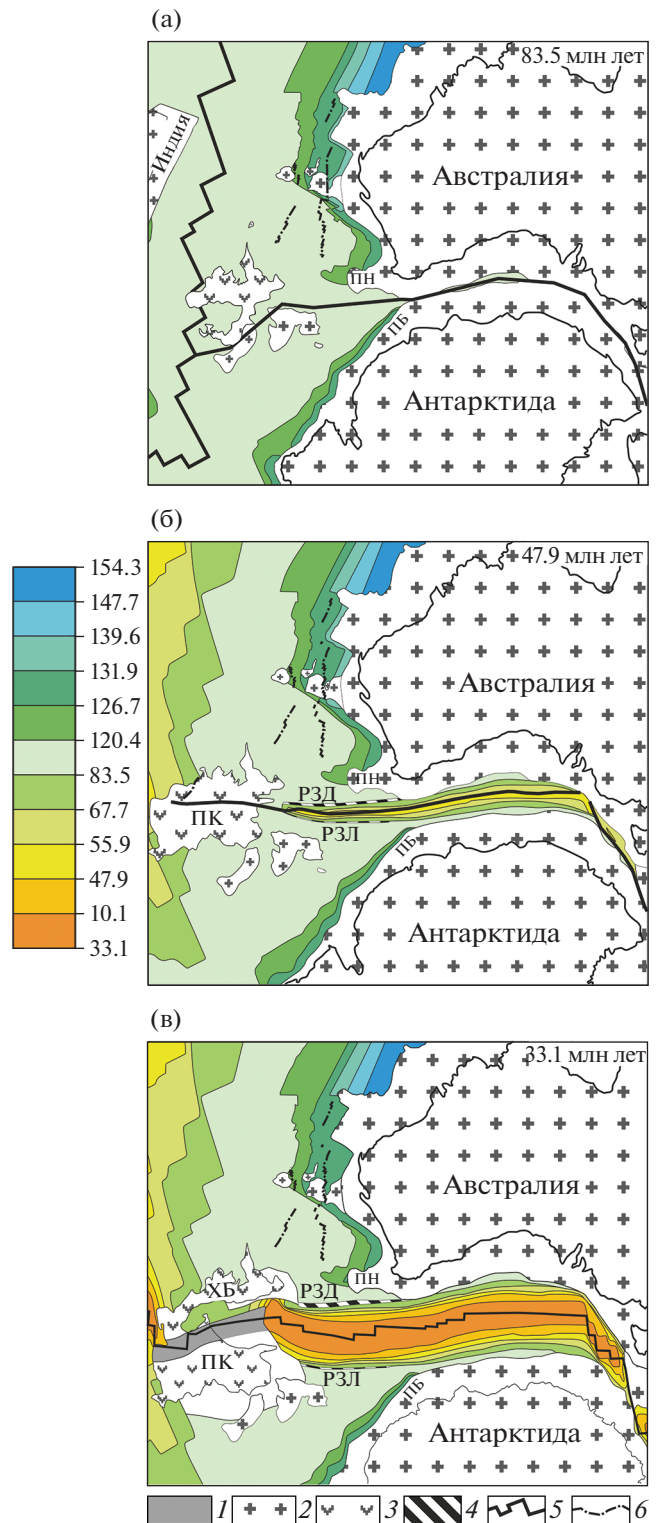 (а)
83.5 млн лет
Индия
Австралия
ПН
ПБ
Антарктида
(б)
47.9 млн лет
154.3
147.7
139.6
131.9
126.7
120.4
83.5
67.7
55.9
47.9
10.1
33.1
Австралия
ПН
РЗД
ПК
РЗЛ
ПБ
Антарктида
(в)
33.1 млн лет
Австралия
ХБ
РЗД
ПН
ПК
РЗЛ
ПБ
Антарктида
1 2 3 4 5 6